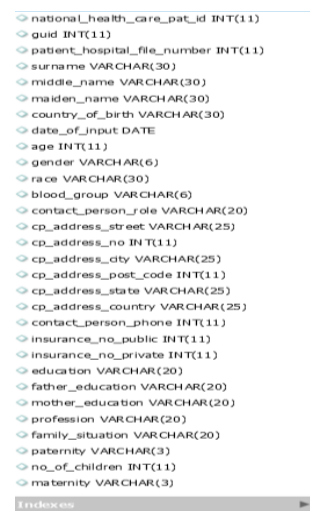 national_health_care_pat_id INT(11)
guid INT(11)
patient_hospital_file_number INT(11)
surname VARCHAR(30)
middle_name VARCHAR(30)
maiden_name VARCHAR(30)
country_of_birth VARCHAR(30)
date_of_input DATE
age INT(11)
gender VARCHAR(6)
race VARCHAR(30)
blood_group VARCHAR(6)
contact_person_role VARCHAR(20)
cp_address_street VARCHAR(25)
cp_address_no INT(11)
cp_address_city VARCHAR(25)
cp_address_post_code INT(11)
cp_address_state VARCHAR(25)
cp_address_country VARCHAR(25)
contact_person_phone INT(11)
insurance_no_public INT(11)
insurance_no_private INT(11)
education VARCHAR(20)
father_education VARCHAR(20)
mother_education VARCHAR(20)
profession VARCHAR(20)
family_situation VARCHAR(20)
paternity VARCHAR(3)
no_of_children INT(11)
maternity VARCHAR(3)
Indexes